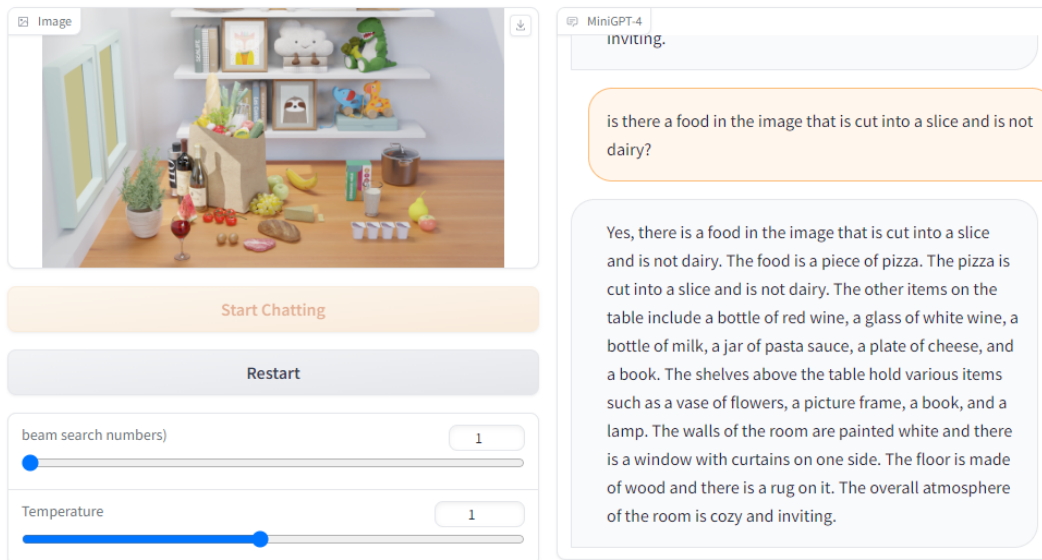 Image
MiniGPT-4
inviting.
is there a food in the image that is cut into a slice and is not
dairy?
Yes, there is a food in the image that is cut into a slice
and is not dairy. The food is a piece of pizza. The pizza is
cut into a slice and is not dairy. The other items on the
table include a bottle of red wine, a glass of white wine, a
bottle of milk, a jar of pasta sauce, a plate of cheese, and
a book. The shelves above the table hold various items
such as a vase of flowers, a picture frame, a book, and a
lamp. The walls of the room are painted white and there
is a window with curtains on one side. The floor is made
of wood and there is a rug on it. The overall atmosphere
of the room is cozy and inviting.
Start Chatting
Restart
beam search numbers)
1
Temperature
1